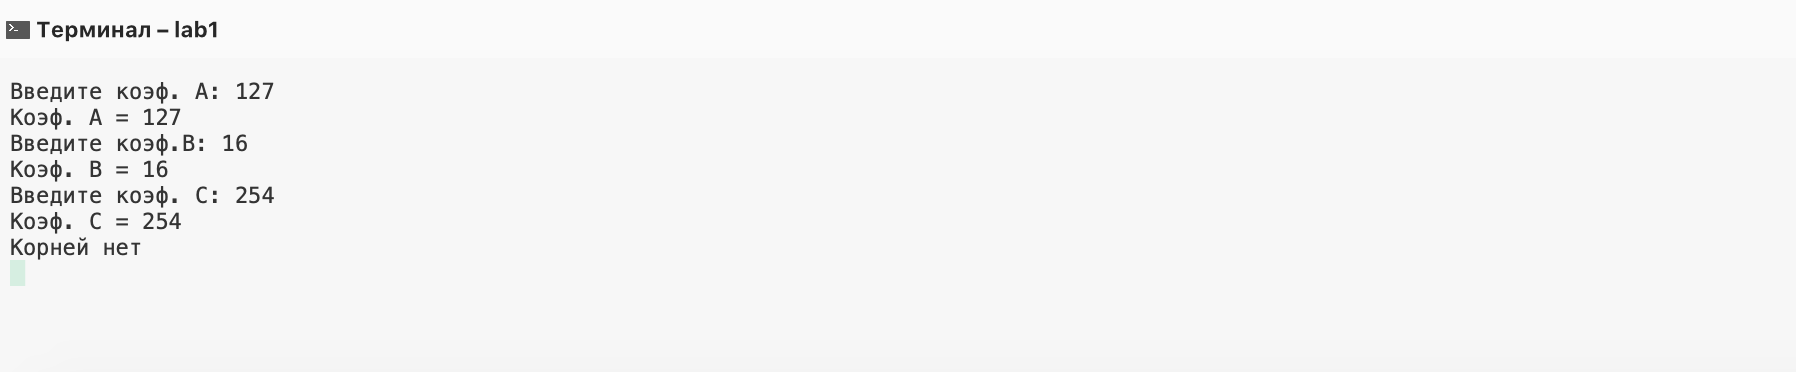 Терминал – lab1
Введите коэф. A: 127
Коэф. A = 127
Введите коэф.B: 16
Коэф. B = 16
Введите коэф. C: 254
Коэф. C = 254
Корней нет